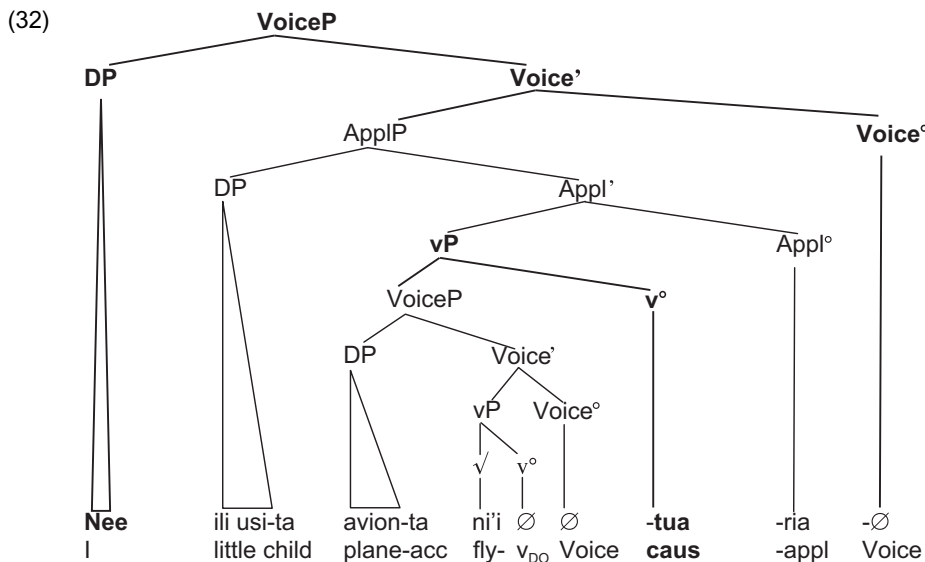 (32) VoiceP
DP Voice’
ApplP Voice°
DP Appl’
vP Appl°
VoiceP v°
DP Voice’
vP Voice°
√ v°
Nee ili usi-ta avion-ta ni'i ∅ ∅ -tua -ria -∅
I little child plane-acc fly- vDO Voice caus -appl Voice